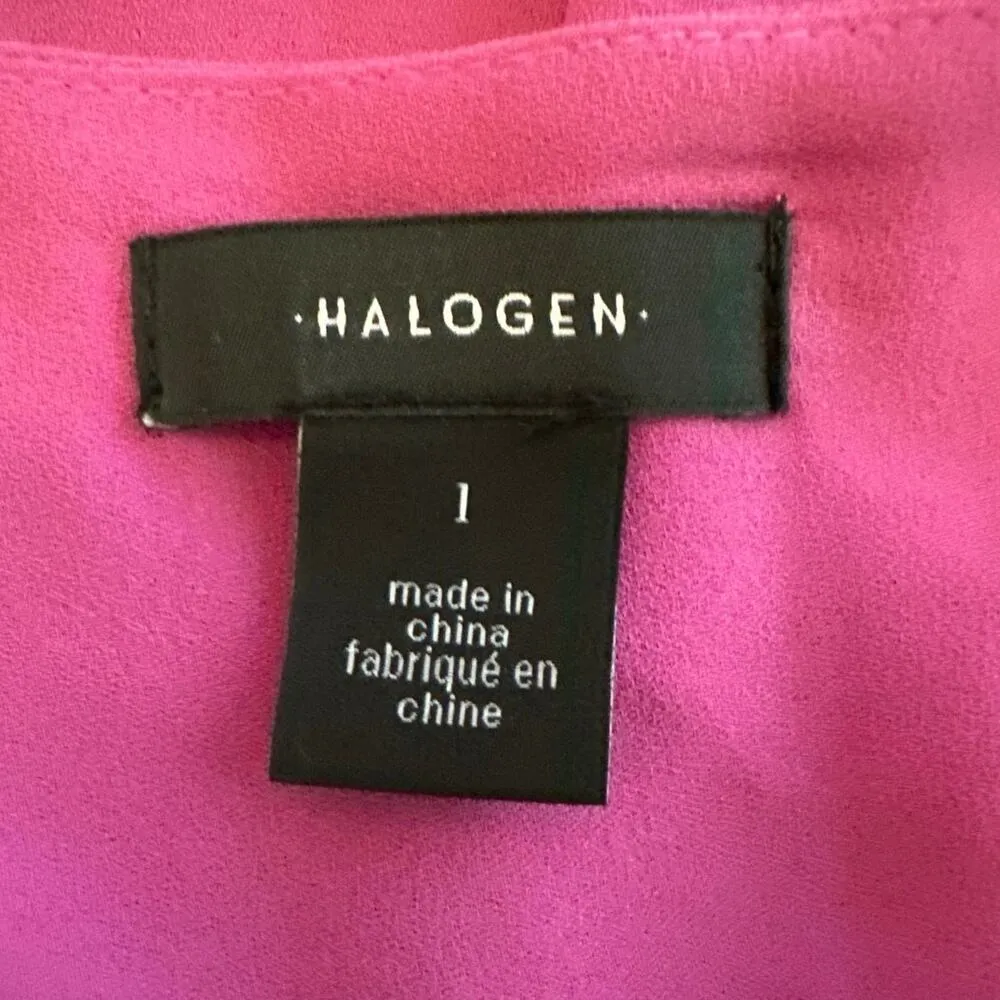 ·HALOGEN·
1
made in
china
fabriqué en
chine